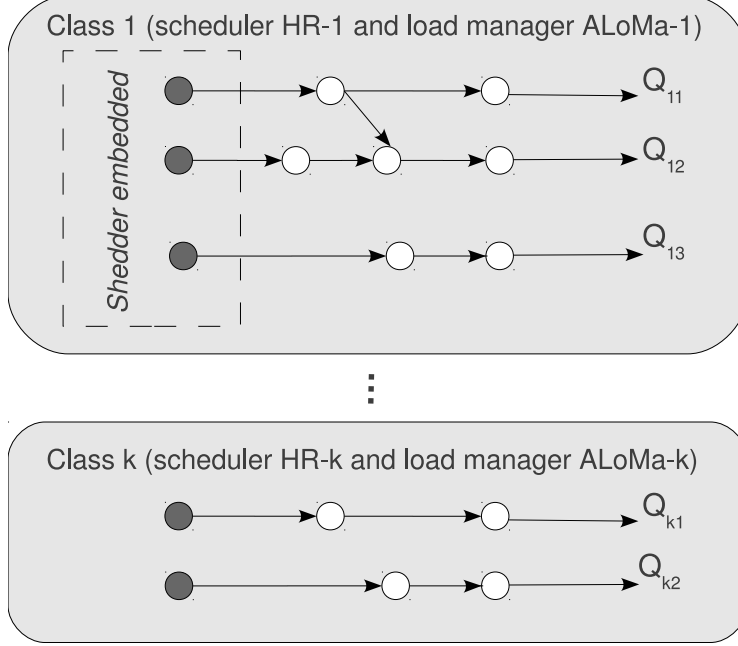 Class 1 (scheduler HR-1 and load manager ALoMa-1)
Shedder embedded
Q11
Q12
Q13
⋮
Class k (scheduler HR-k and load manager ALoMa-k)
Qk1
Qk2